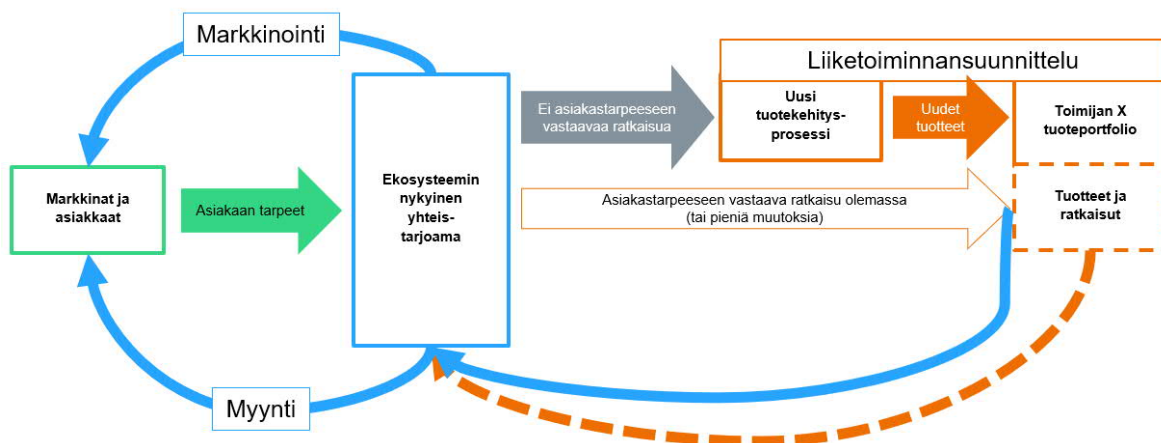 Markkinointi
Liiketoiminnansuunnittelu
Markkinat ja
asiakkaat
Asiakaan tarpeet
Ekosysteemin
nykyinen
yhteis-
tarjoama
Ei asiakastarpeeseen
vastaavaa ratkaisua
Uusi
tuotekehitys-
prosessi
Uudet
tuotteet
Toimijan X
tuoteportfolio
Asiakastarpeeseen vastaava ratkaisu olemassa
(tai pieniä muutoksia)
Tuotteet ja
ratkaisut
Myynti